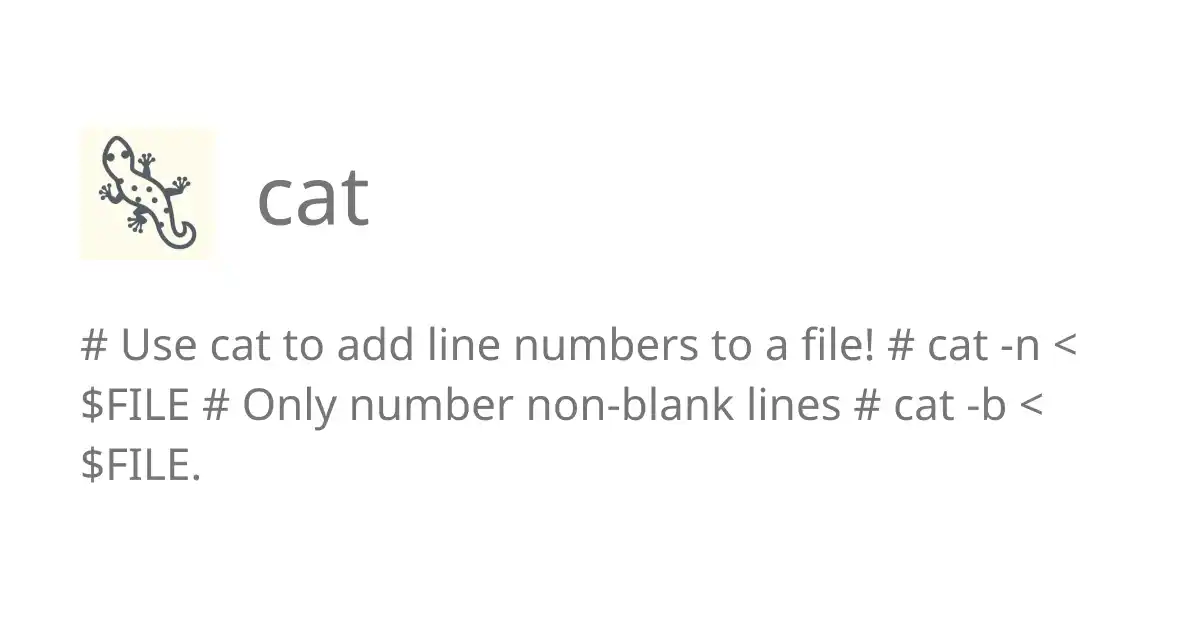 cat
# Use cat to add line numbers to a file! # cat -n <
$FILE # Only number non-blank lines # cat -b <
$FILE.